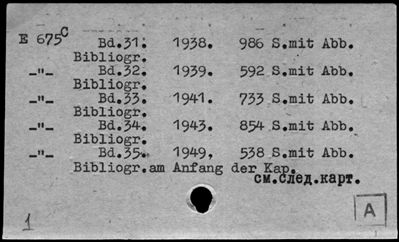 E 675C Bd.31. 1938. 986 S.mit Abb.
Bibliogr.
_"_ Bd.32. 1939. 592 S.mit Abb.
Bibliogr.
_"_ Bd.33. 1941. 733 S.mit Abb.
Bibliogr.
_"_ Bd.34. 1943. 854 S.mit Abb.
Bibliogr.
_"_ Bd.35. 1949, 538 S.mit Abb.
Bibliogr.am Anfang der Kap.
см.след.карт.
1
A